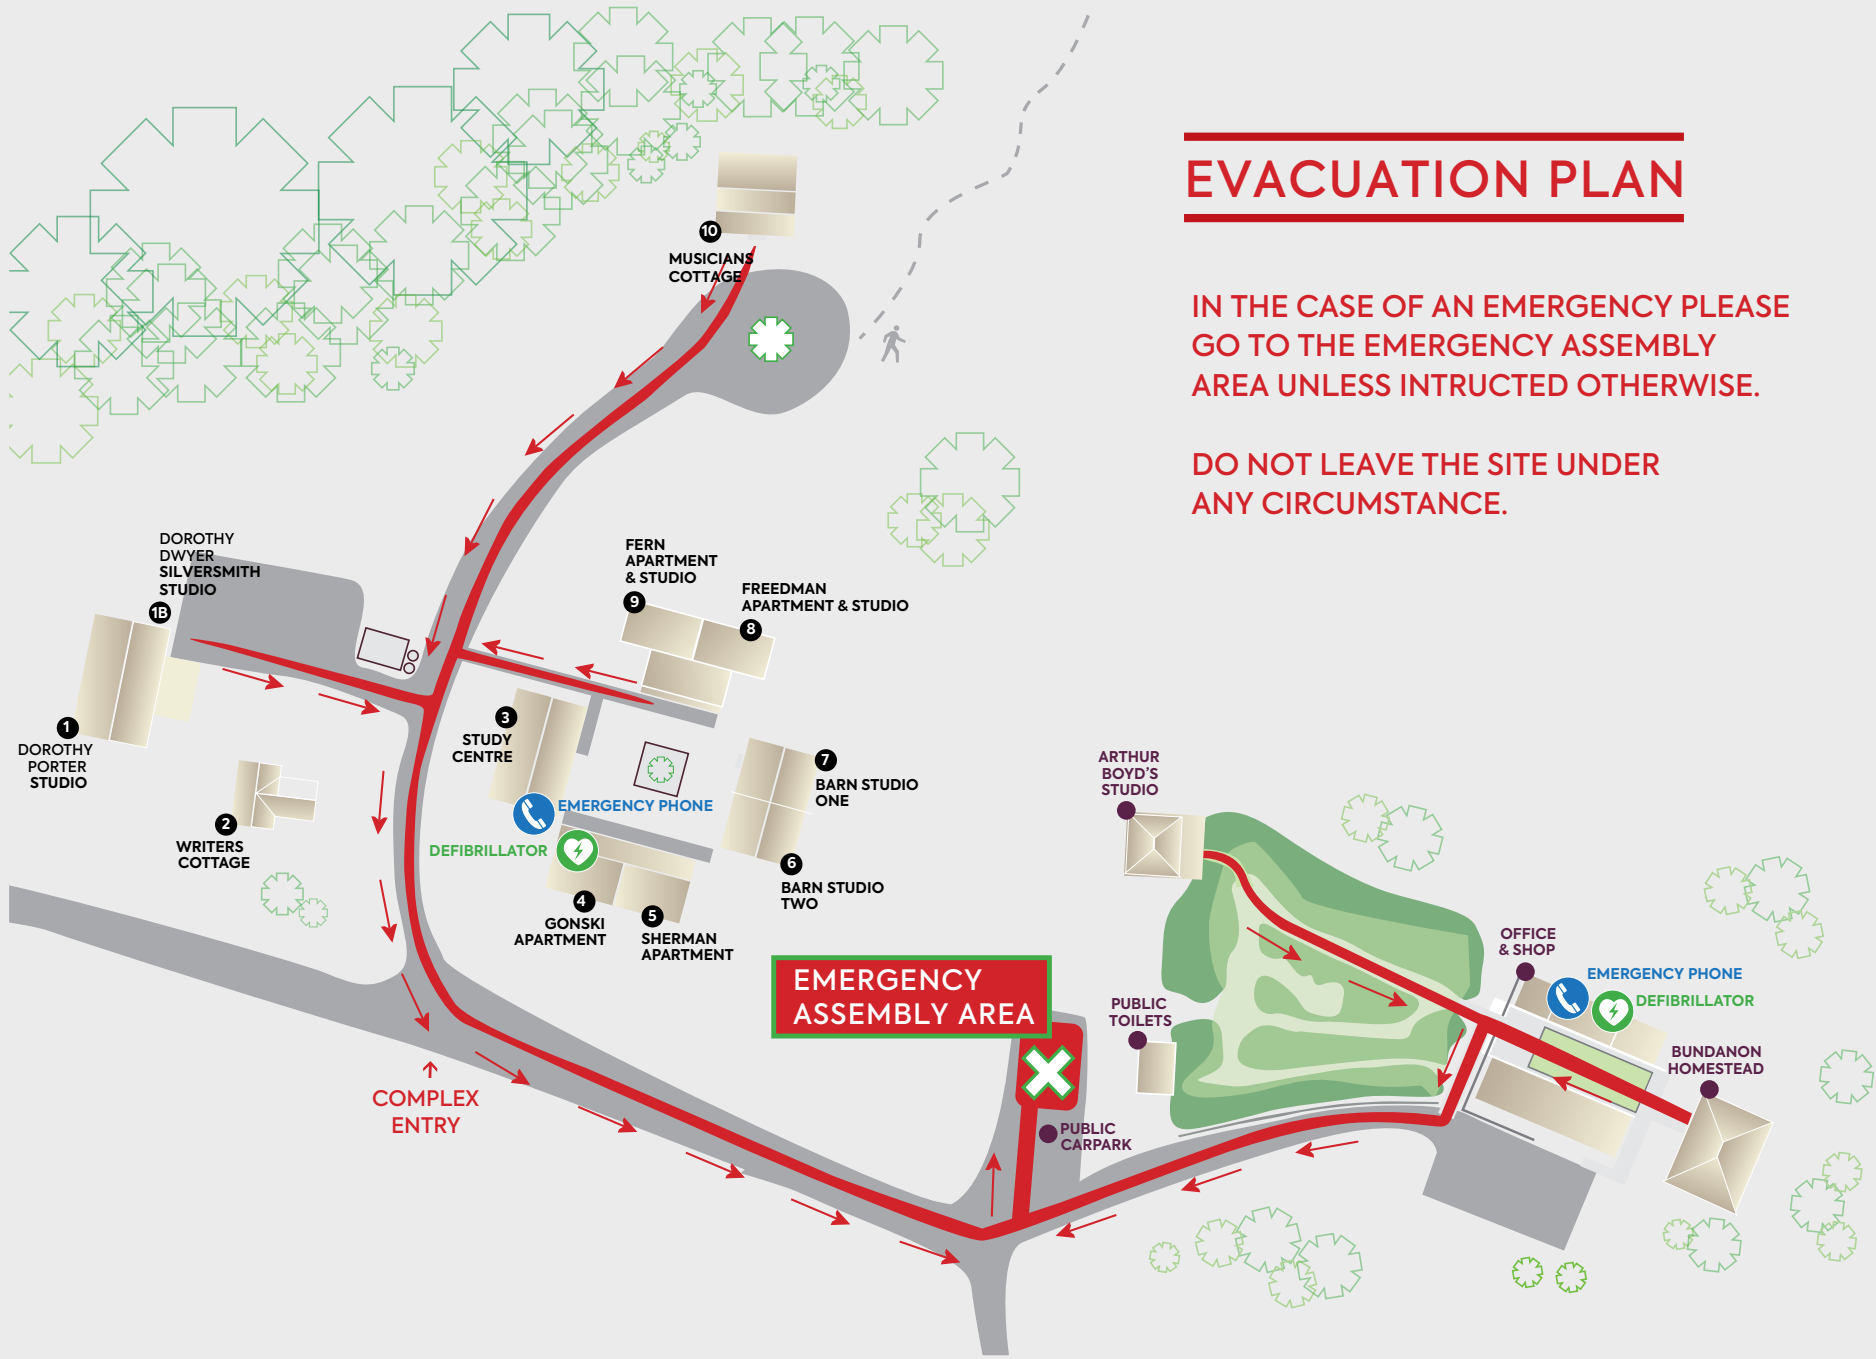 EVACUATION PLAN
IN THE CASE OF AN EMERGENCY PLEASE
GO TO THE EMERGENCY ASSEMBLY
AREA UNLESS INTRUCTED OTHERWISE.
DO NOT LEAVE THE SITE UNDER
ANY CIRCUMSTANCE.
10
MUSICIANS
COTTAGE
DOROTHY
DWYER
SILVERSMITH
STUDIO
1B
1
DOROTHY
PORTER
STUDIO
2
WRITERS
COTTAGE
FERN
APARTMENT
& STUDIO
9
FREEDMAN
APARTMENT & STUDIO
8
3
STUDY
CENTRE
EMERGENCY PHONE
DEFIBRILLATOR
7
BARN STUDIO
ONE
6
BARN STUDIO
TWO
4
GONSKI
APARTMENT
5
SHERMAN
APARTMENT
EMERGENCY
ASSEMBLY AREA
COMPLEX
ENTRY
PUBLIC
CARPARK
ARTHUR
BOYD'S
STUDIO
PUBLIC
TOILETS
OFFICE
& SHOP
EMERGENCY PHONE
DEFIBRILLATOR
BUNDANON
HOMESTEAD